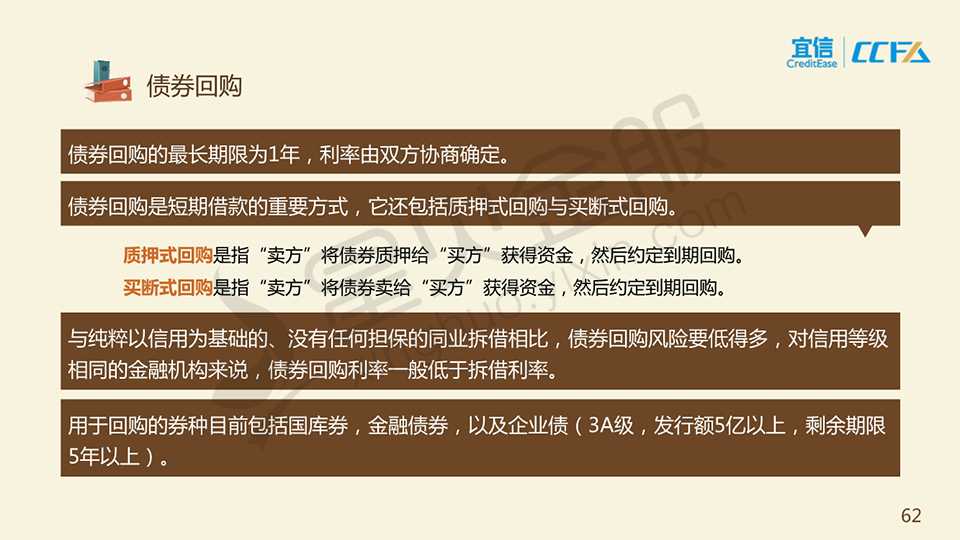 宜信
CreditEase
CCFA
债券回购
债券回购的最长期限为1年，利率由双方协商确定。
债券回购是短期借款的重要方式，它还包括质押式回购与买断式回购。
质押式回购是指“卖方”将债券质押给“买方”获得资金，然后约定到期回购。
买断式回购是指“卖方”将债券卖给“买方”获得资金，然后约定到期回购。
与纯粹以信用为基础的、没有任何担保的同业拆借相比，债券回购风险要低得多，对信用等级
相同的金融机构来说，债券回购利率一般低于拆借利率。
用于回购的券种目前包括国库券，金融债券，以及企业债（3A级，发行额5亿以上，剩余期限
5年以上）。
星火金服
xinghuo.yixin.com
62